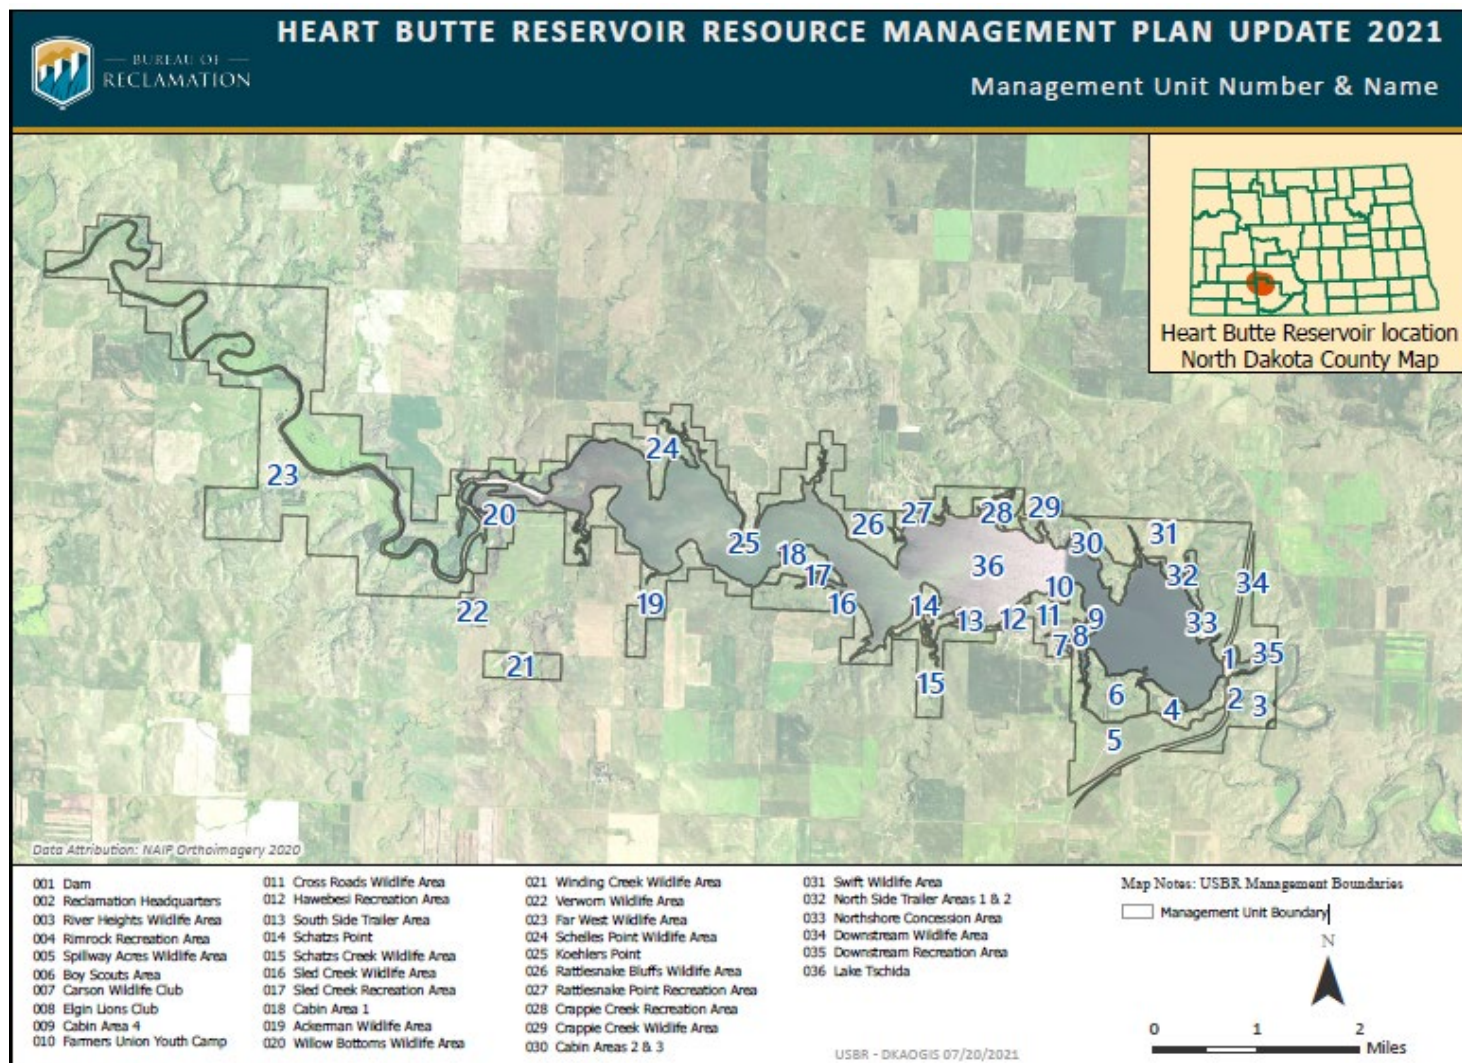 HEART BUTTE RESERVOIR RESOURCE MANAGEMENT PLAN UPDATE 2021
— BUREAU OF —
RECLAMATION
Management Unit Number & Name
Heart Butte Reservoir location
North Dakota County Map
24
23
20
25
26
27
28
29
30
31
18
17
36
32
34
22
19
16
14
13
12
11
10
9
8
7
33
21
15
1
35
6
4
2
3
5
Data Attribution: NAIP Orthoimagery 2020
001 Dam
002 Reclamation Headquarters
003 River Heights Wildlife Area
004 Rimrock Recreation Area
005 Spillway Acres Wildlife Area
006 Boy Scouts Area
007 Carson Wildlife Club
008 Elgin Lions Club
009 Cabin Area 4
010 Farmers Union Youth Camp
011 Cross Roads Wildlife Area
012 Hawebesi Recreation Area
013 South Side Trailer Area
014 Schatzs Point
015 Schatzs Creek Wildlife Area
016 Sled Creek Wildlife Area
017 Sled Creek Recreation Area
018 Cabin Area 1
019 Ackerman Wildlife Area
020 Willow Bottoms Wildlife Area
021 Winding Creek Wildlife Area
022 Verworn Wildlife Area
023 Far West Wildlife Area
024 Schelles Point Wildlife Area
025 Koehlers Point
026 Rattlesnake Bluffs Wildlife Area
027 Rattlesnake Point Recreation Area
028 Crappie Creek Recreation Area
029 Crappie Creek Wildlife Area
030 Cabin Areas 2 & 3
031 Swift Wildlife Area
032 North Side Trailer Areas 1 & 2
033 Northshore Concession Area
034 Downstream Wildlife Area
035 Downstream Recreation Area
036 Lake Tschida
USBR - DKAOGIS 07/20/2021
Map Notes: USBR Management Boundaries
Management Unit Boundary
N
0 1 2
Miles